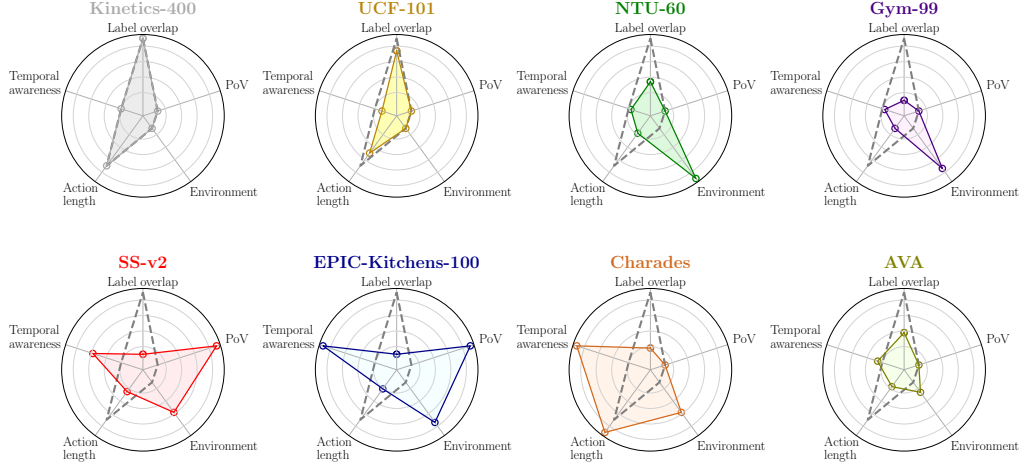 Kinetics-400
Label overlap
Temporal
awareness
PoV
Action
length
Environment
UCF-101
Label overlap
Temporal
awareness
PoV
Action
length
Environment
NTU-60
Label overlap
Temporal
awareness
PoV
Action
length
Environment
Gym-99
Label overlap
Temporal
awareness
PoV
Action
length
Environment
SS-v2
Label overlap
Temporal
awareness
PoV
Action
length
Environment
EPIC-Kitchens-100
Label overlap
Temporal
awareness
PoV
Action
length
Environment
Charades
Label overlap
Temporal
awareness
PoV
Action
length
Environment
AVA
Label overlap
Temporal
awareness
PoV
Action
length
Environment